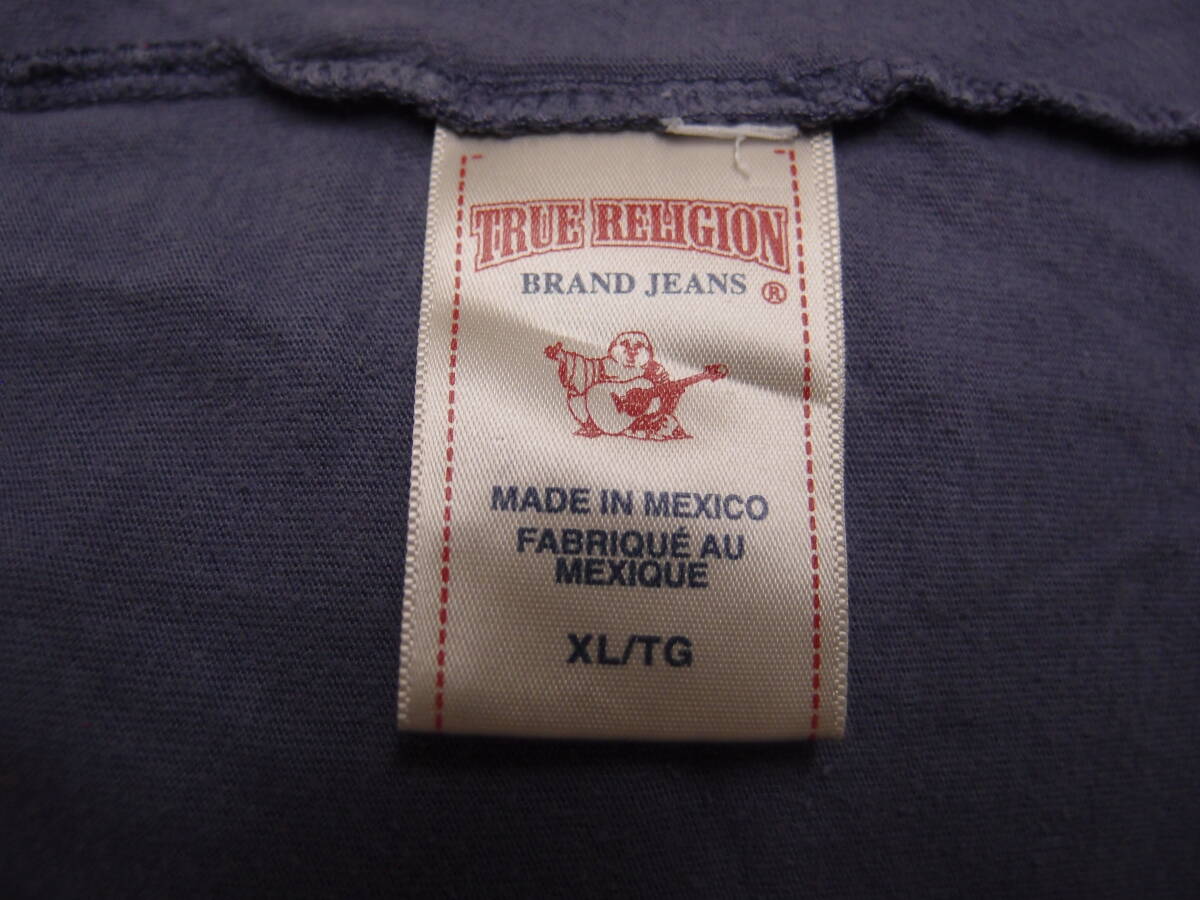 TRUE RELIGION
BRAND JEANS ®
MADE IN MEXICO
FABRIQUÉ AU
MEXIQUE
XL/TG